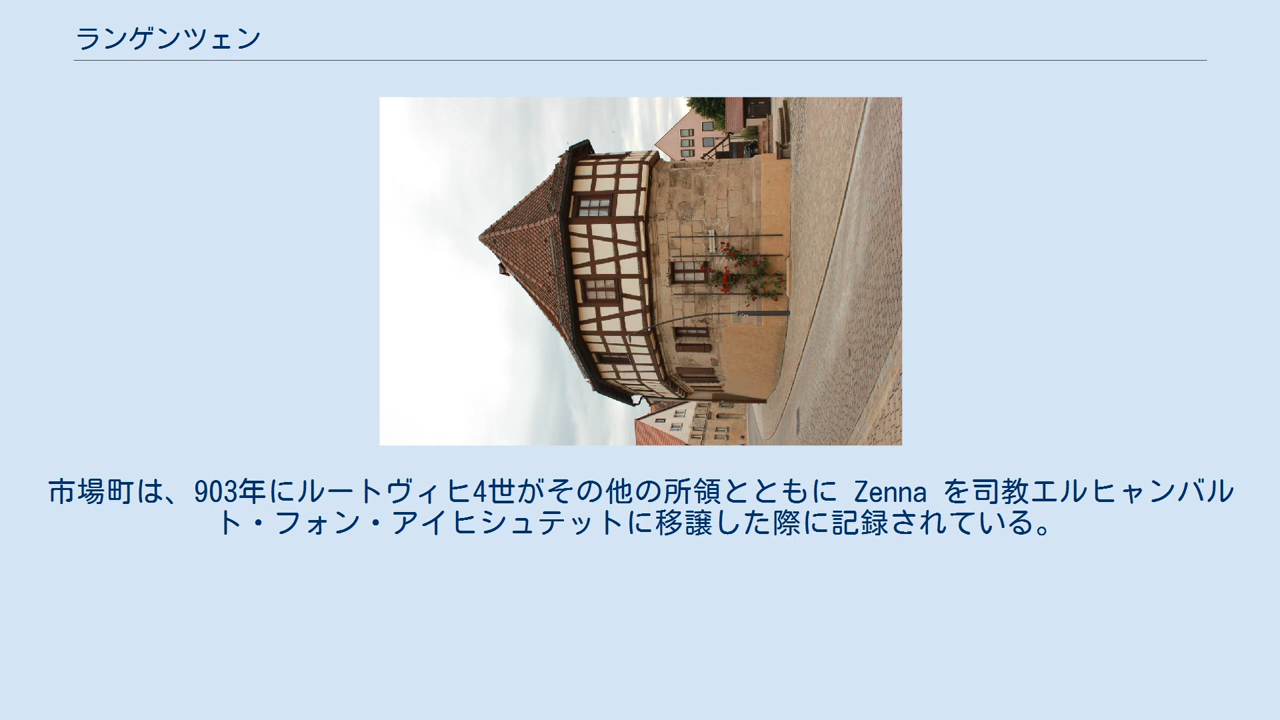 ランゲンツェン
市場町は、903年にルートヴィヒ4世がその他の所領とともに Zenna を司教エルヒャンバル
ト・フォン・アイヒシュテットに移譲した際に記録されている。